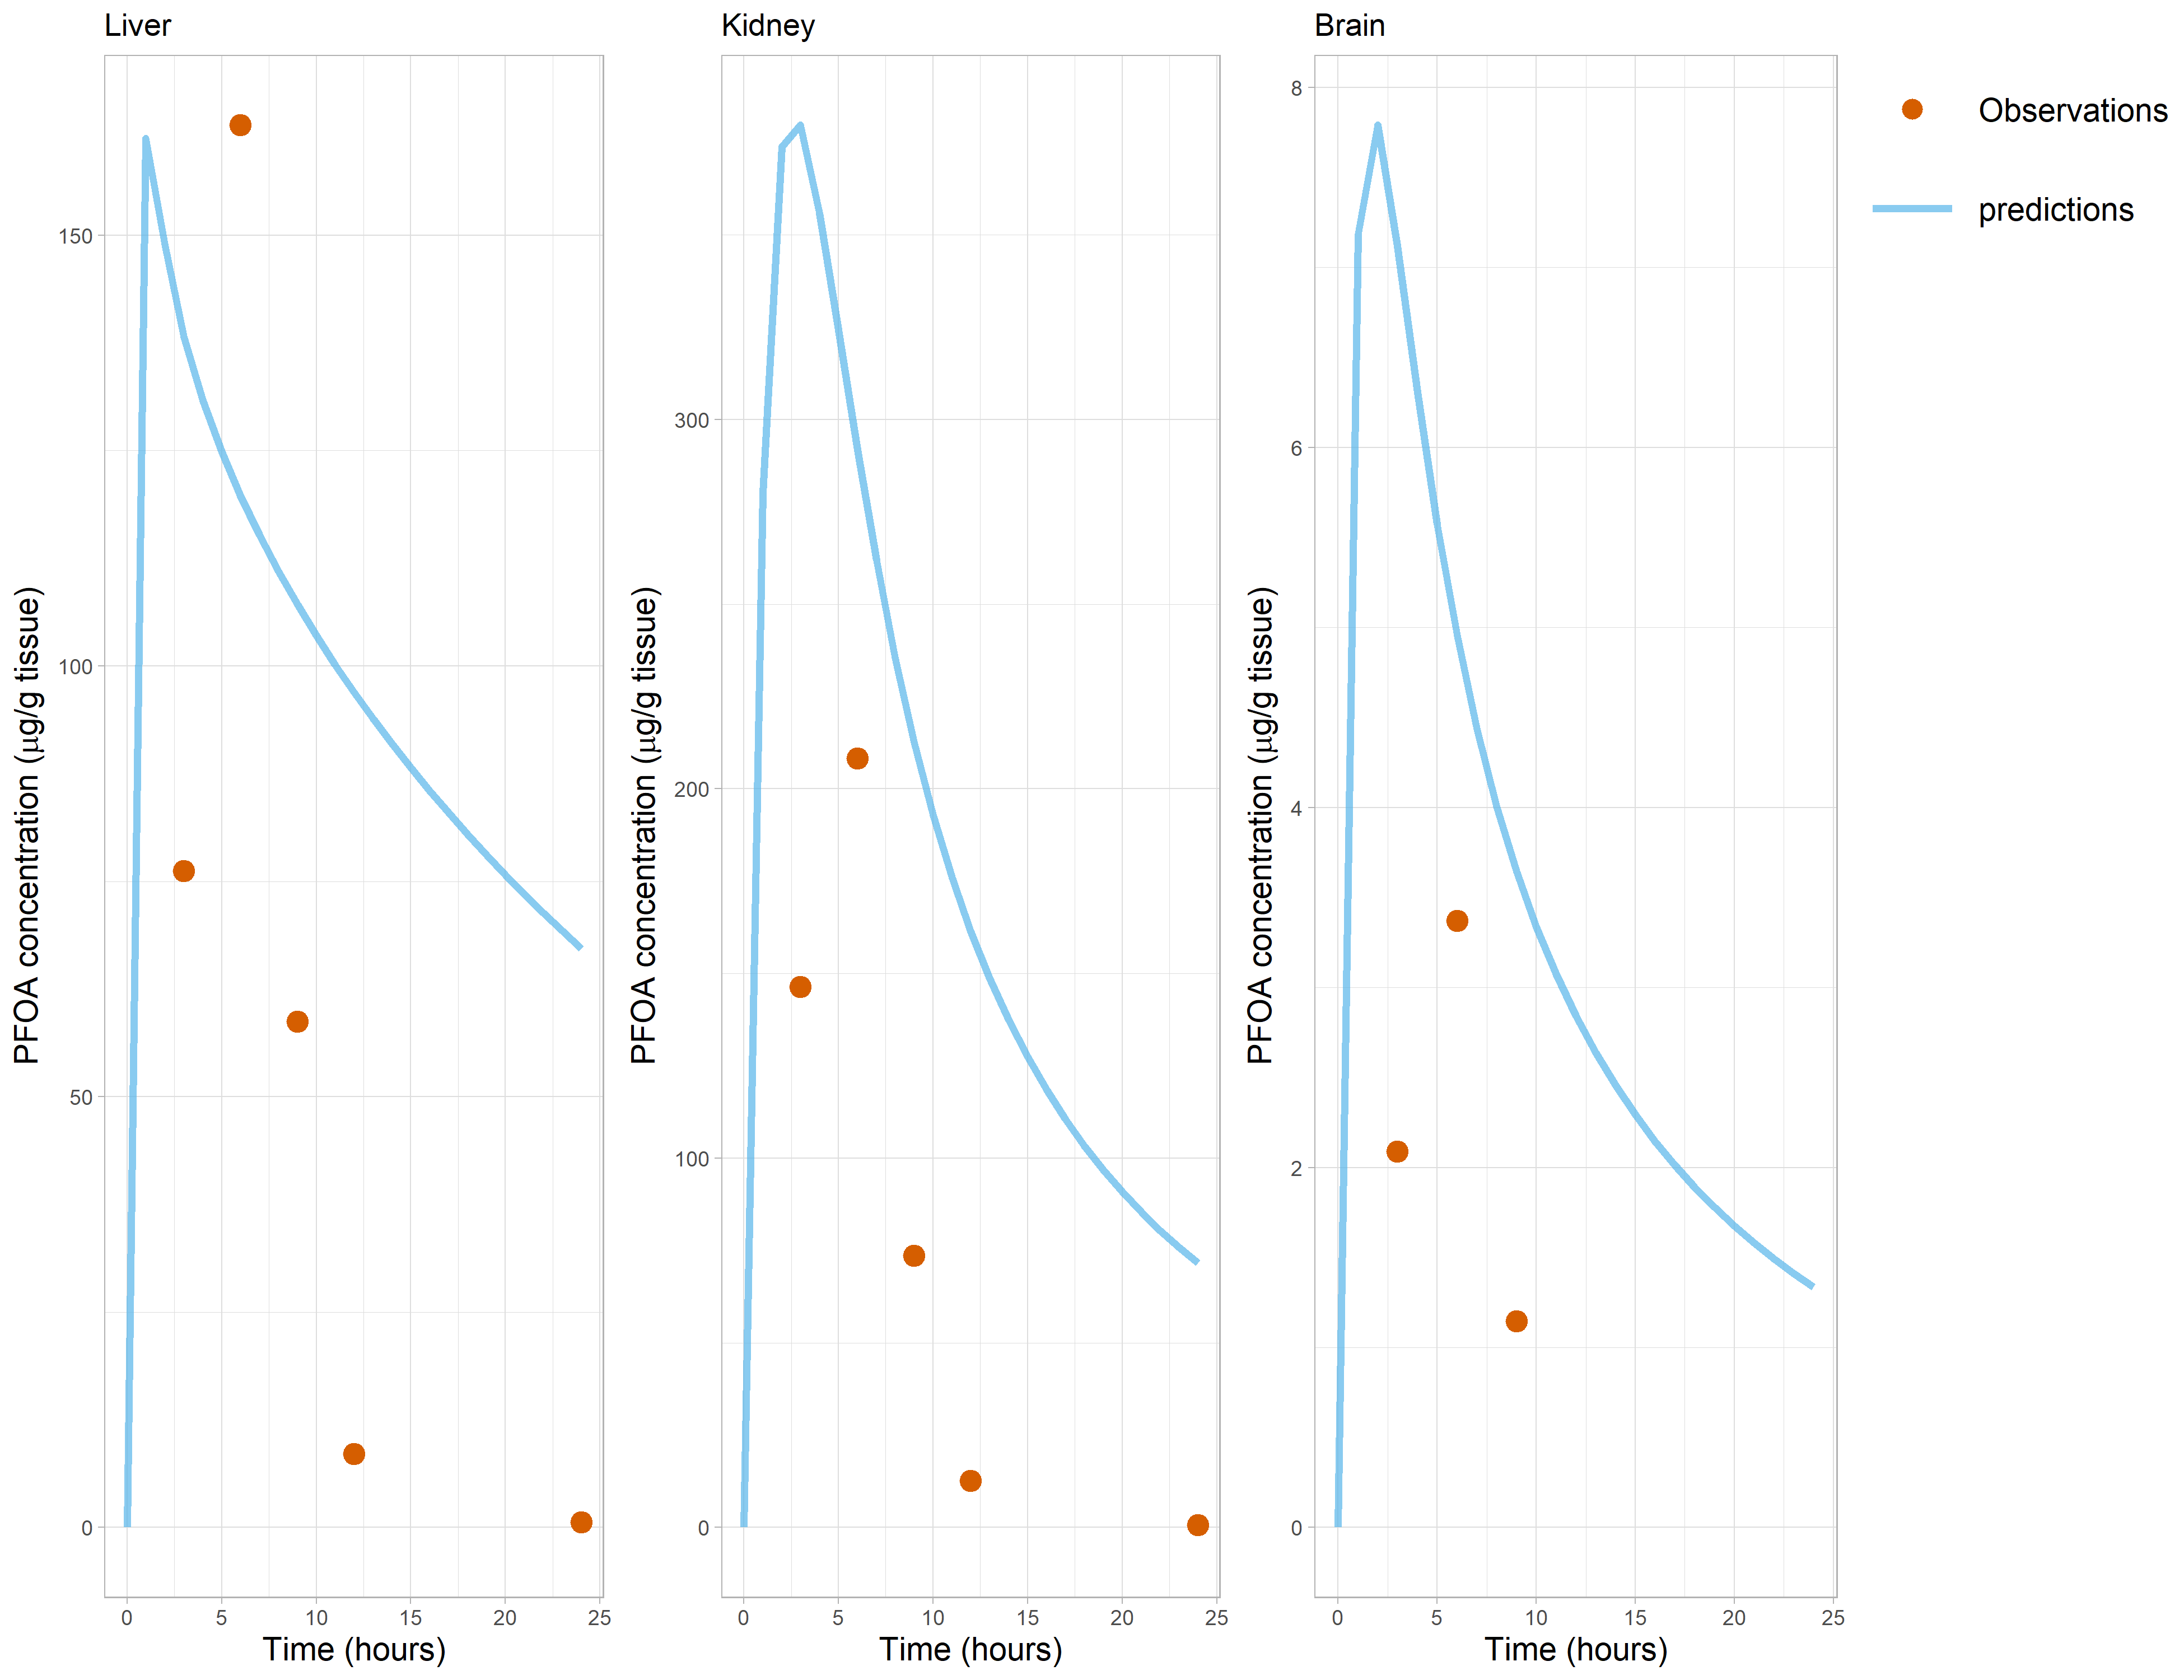 Liver
Kidney
Brain
Observations
predictions
PFOA concentration (μg/g tissue)
150
100
50
0
0 5 10 15 20 25
Time (hours)
PFOA concentration (μg/g tissue)
300
200
100
0
0 5 10 15 20 25
Time (hours)
PFOA concentration (μg/g tissue)
8
6
4
2
0
0 5 10 15 20 25
Time (hours)